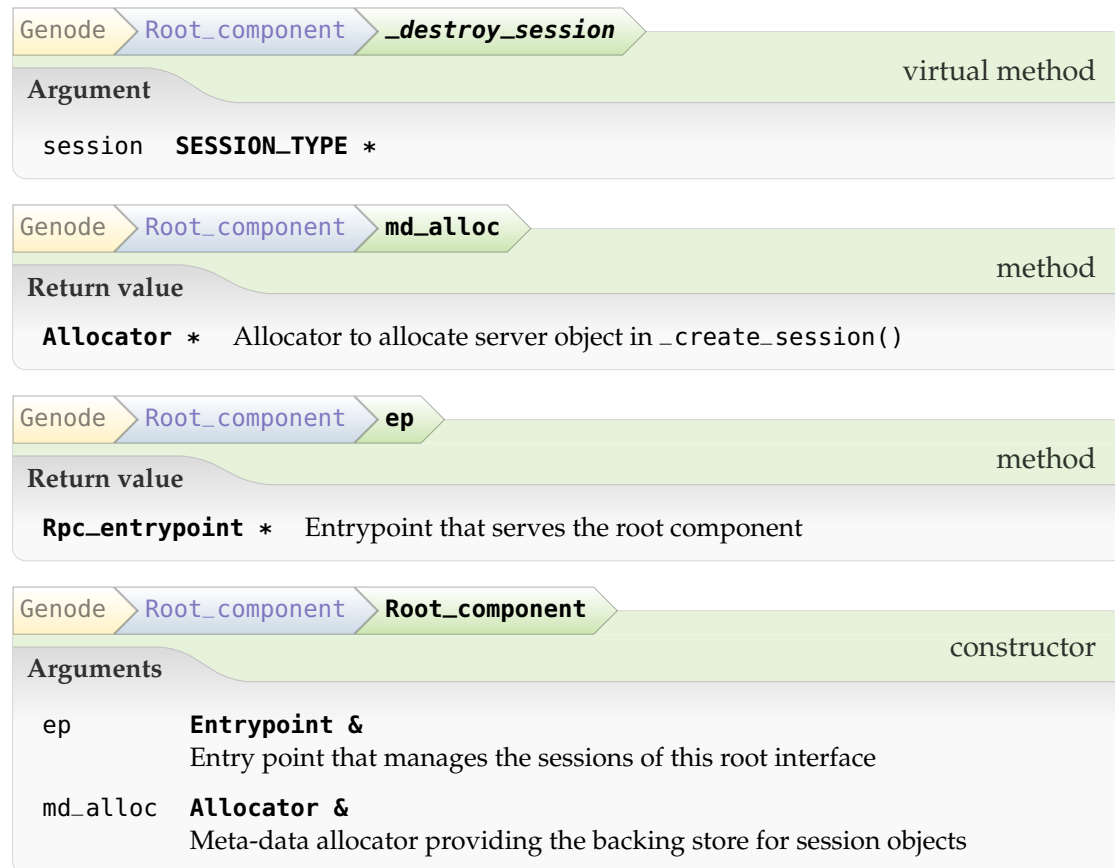 Genode Root_component _destroy_session
virtual method
Argument
session SESSION_TYPE *
Genode Root_component md_alloc
method
Return value
Allocator * Allocator to allocate server object in _create_session()
Genode Root_component ep
method
Return value
Rpc_entrypoint * Entrypoint that serves the root component
Genode Root_component Root_component
constructor
Arguments
ep Entrypoint &
Entry point that manages the sessions of this root interface
md_alloc Allocator &
Meta-data allocator providing the backing store for session objects